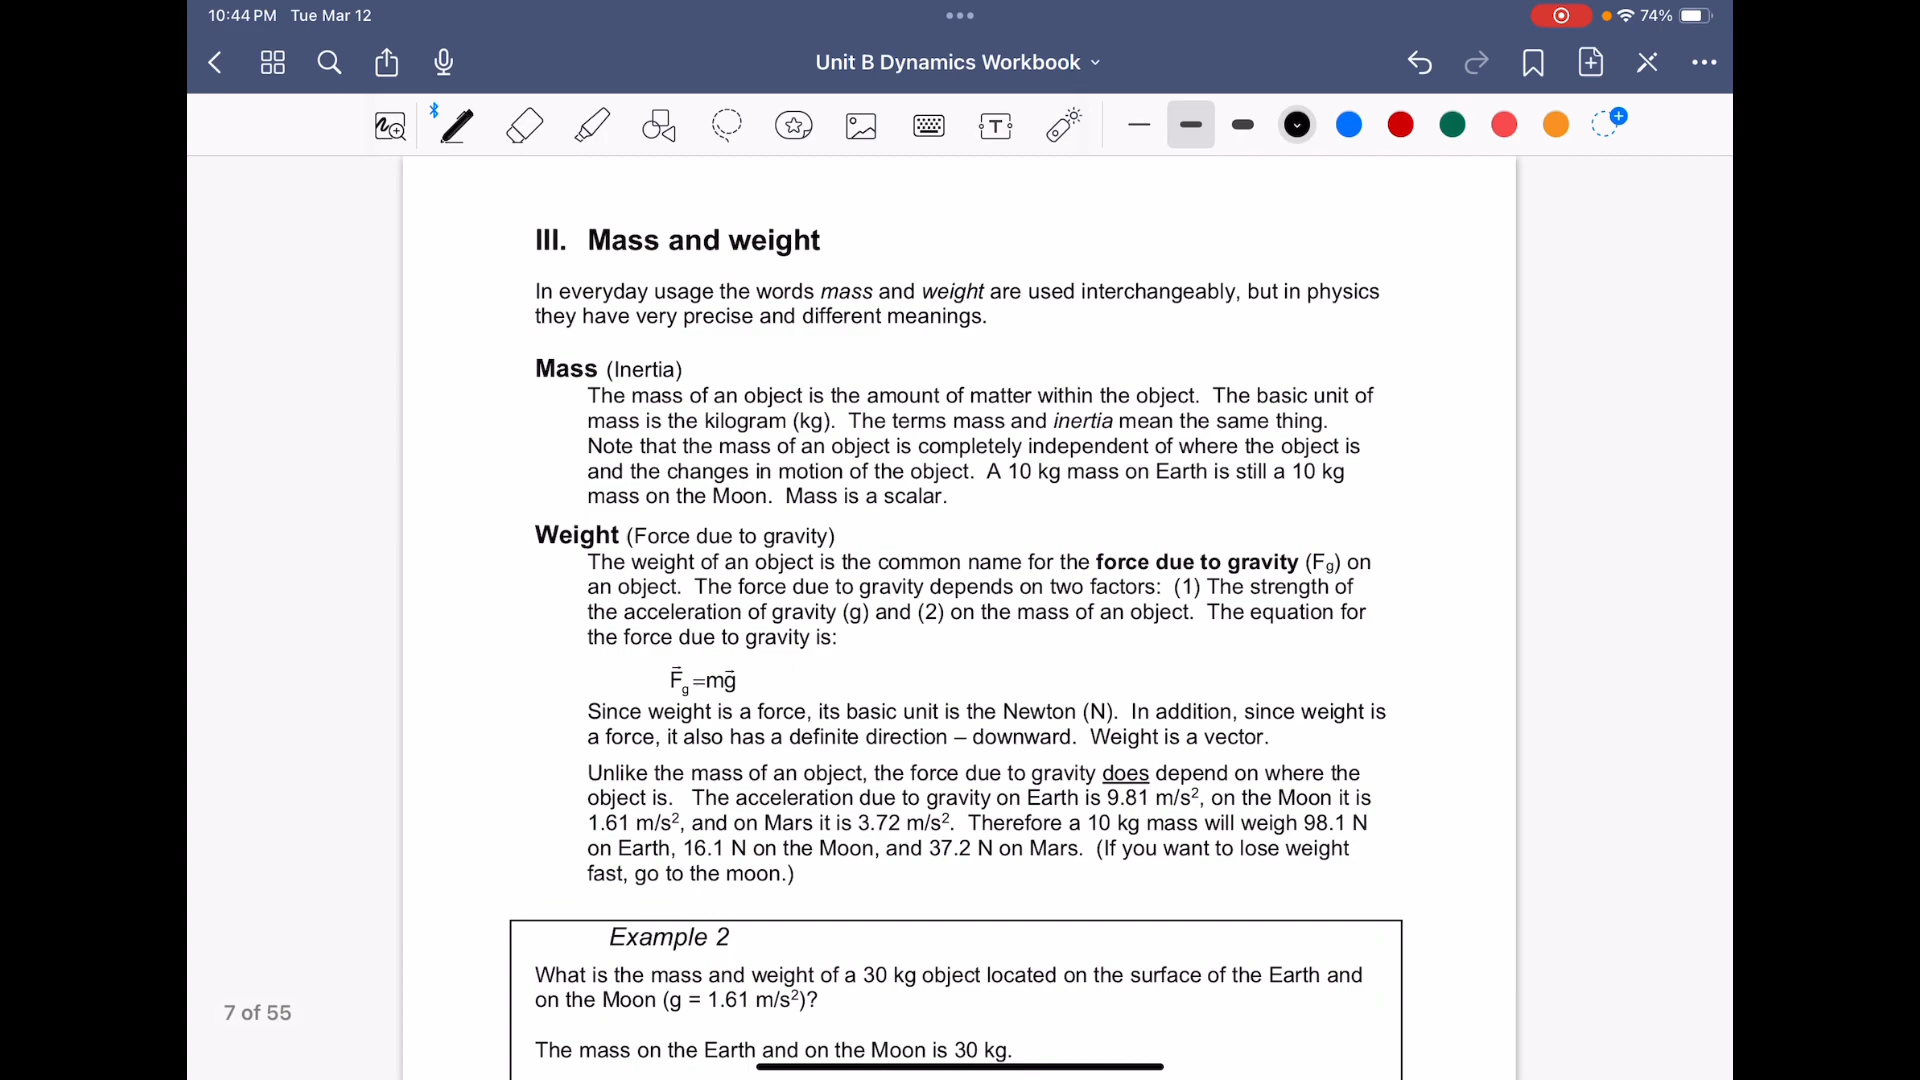 10:44 PM Tue Mar 12
74%
Unit B Dynamics Workbook
III. Mass and weight
In everyday usage the words mass and weight are used interchangeably, but in physics
they have very precise and different meanings.
Mass (Inertia)
The mass of an object is the amount of matter within the object. The basic unit of
mass is the kilogram (kg). The terms mass and inertia mean the same thing.
Note that the mass of an object is completely independent of where the object is
and the changes in motion of the object. A 10 kg mass on Earth is still a 10 kg
mass on the Moon. Mass is a scalar.
Weight (Force due to gravity)
The weight of an object is the common name for the force due to gravity (Fg) on
an object. The force due to gravity depends on two factors: (1) The strength of
the acceleration of gravity (g) and (2) on the mass of an object. The equation for
the force due to gravity is:
F⃗g=mg⃗
Since weight is a force, its basic unit is the Newton (N). In addition, since weight is
a force, it also has a definite direction – downward. Weight is a vector.
Unlike the mass of an object, the force due to gravity does depend on where the
object is. The acceleration due to gravity on Earth is 9.81 m/s², on the Moon it is
1.61 m/s², and on Mars it is 3.72 m/s². Therefore a 10 kg mass will weigh 98.1 N
on Earth, 16.1 N on the Moon, and 37.2 N on Mars. (If you want to lose weight
fast, go to the moon.)
Example 2
What is the mass and weight of a 30 kg object located on the surface of the Earth and
on the Moon (g = 1.61 m/s²)?
The mass on the Earth and on the Moon is 30 kg.
7 of 55